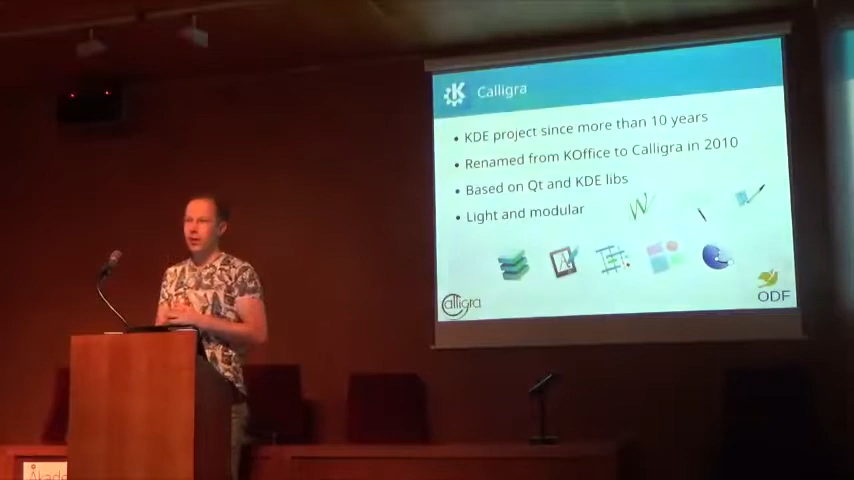 Calligra
• KDE project since more than 10 years
• Renamed from KOffice to Calligra in 2010
• Based on Qt and KDE libs
• Light and modular
Calligra
ODF